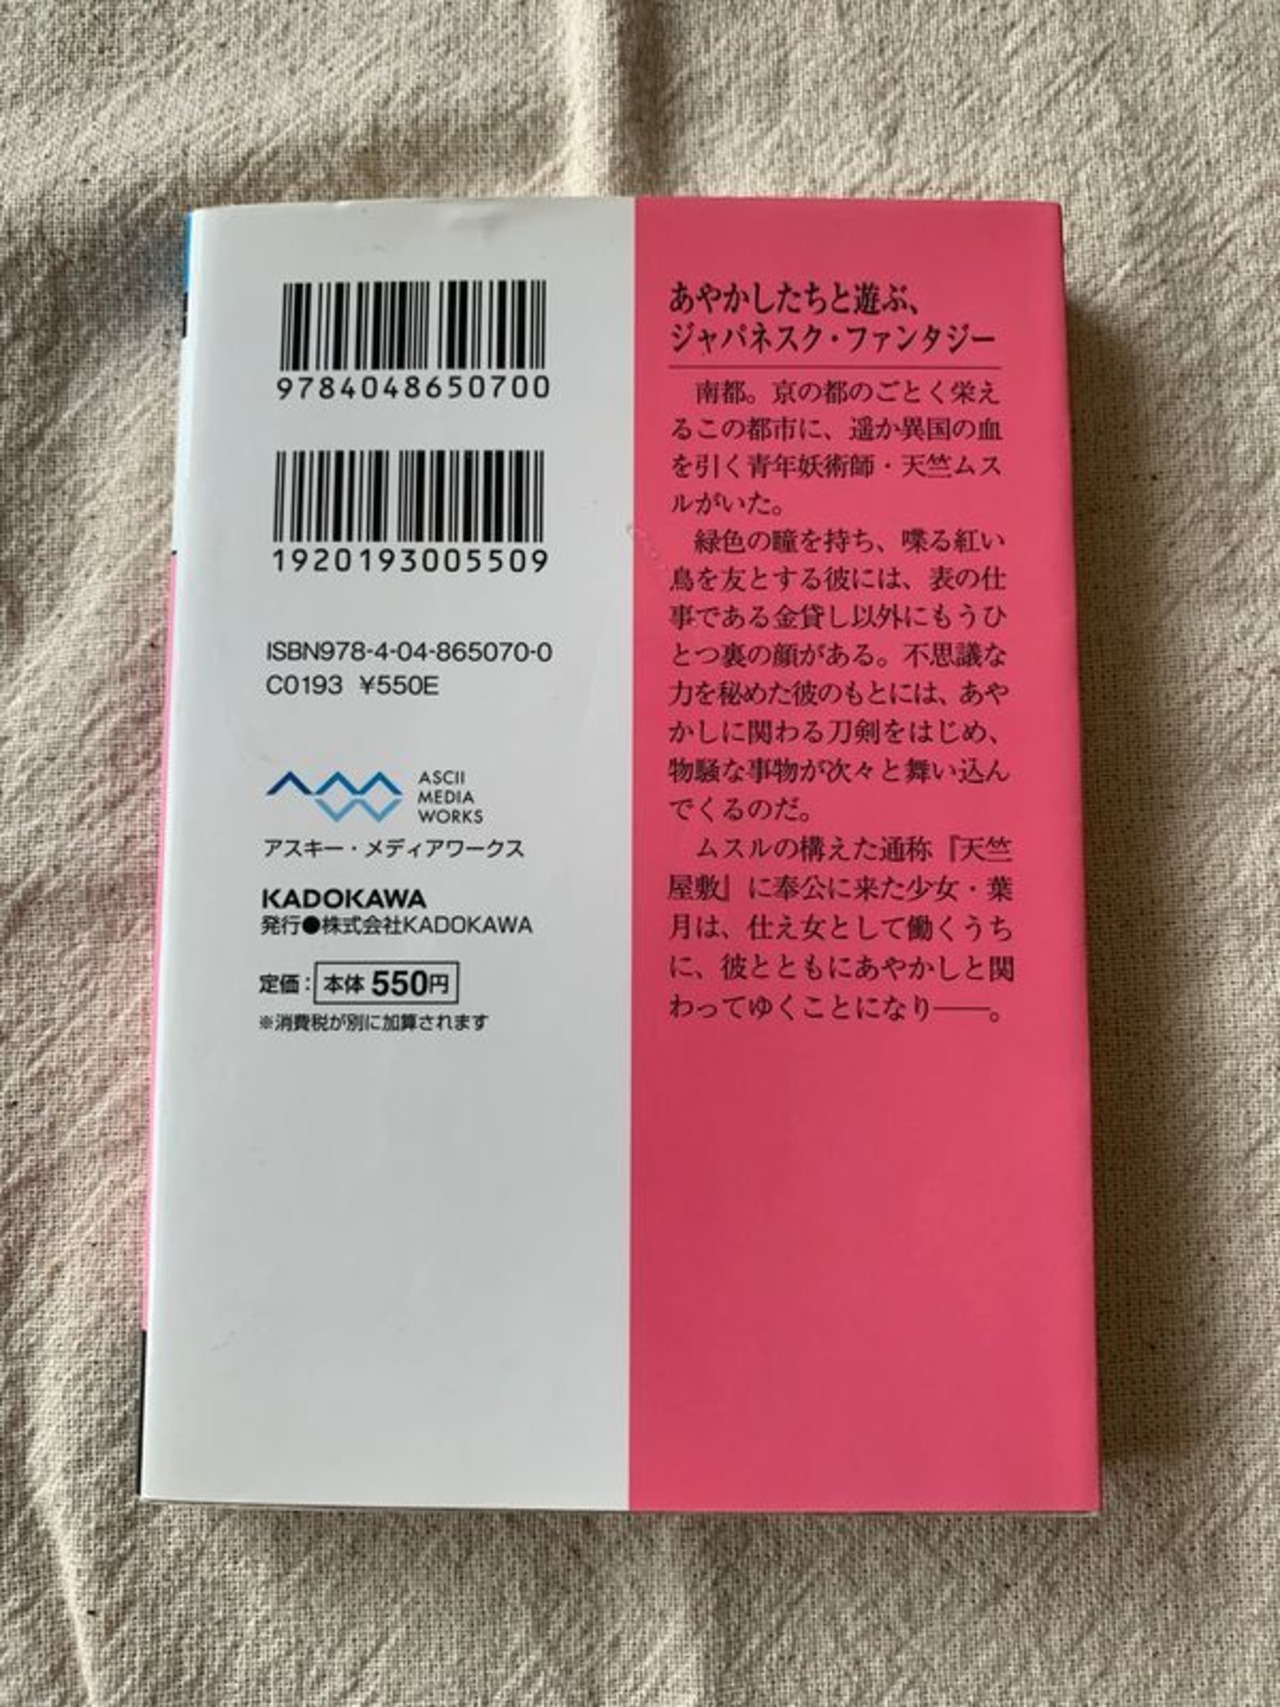 9784048650700
1920193005509
ISBN978-4-04-865070-0
C0193 ¥550E
ASCII
MEDIA
WORKS
アスキー・メディアワークス
KADOKAWA
発行●株式会社KADOKAWA
定価：本体550円
※消費税が別に加算されます
あやかしたちと遊ぶ、
ジャパネスク・ファンタジー
南都。京の都のごとく栄え
るこの都市に、遥か異国の血
を引く青年妖術師・天竺ムス
ルがいた。
緑色の瞳を持ち、喋る紅い
鳥を友とする彼には、表の仕
事である金貸し以外にもうひ
とつ裏の顔がある。不思議な
力を秘めた彼のもとには、あや
かしに関わる刀剣をはじめ、
物騒な事物が次々と舞い込ん
でくるのだ。
ムスルの構えた通称『天竺
屋敷』に奉公に来た少女・葉
月は、仕え女として働くうち
に、彼とともにあやかしと関
わってゆくことになり――。